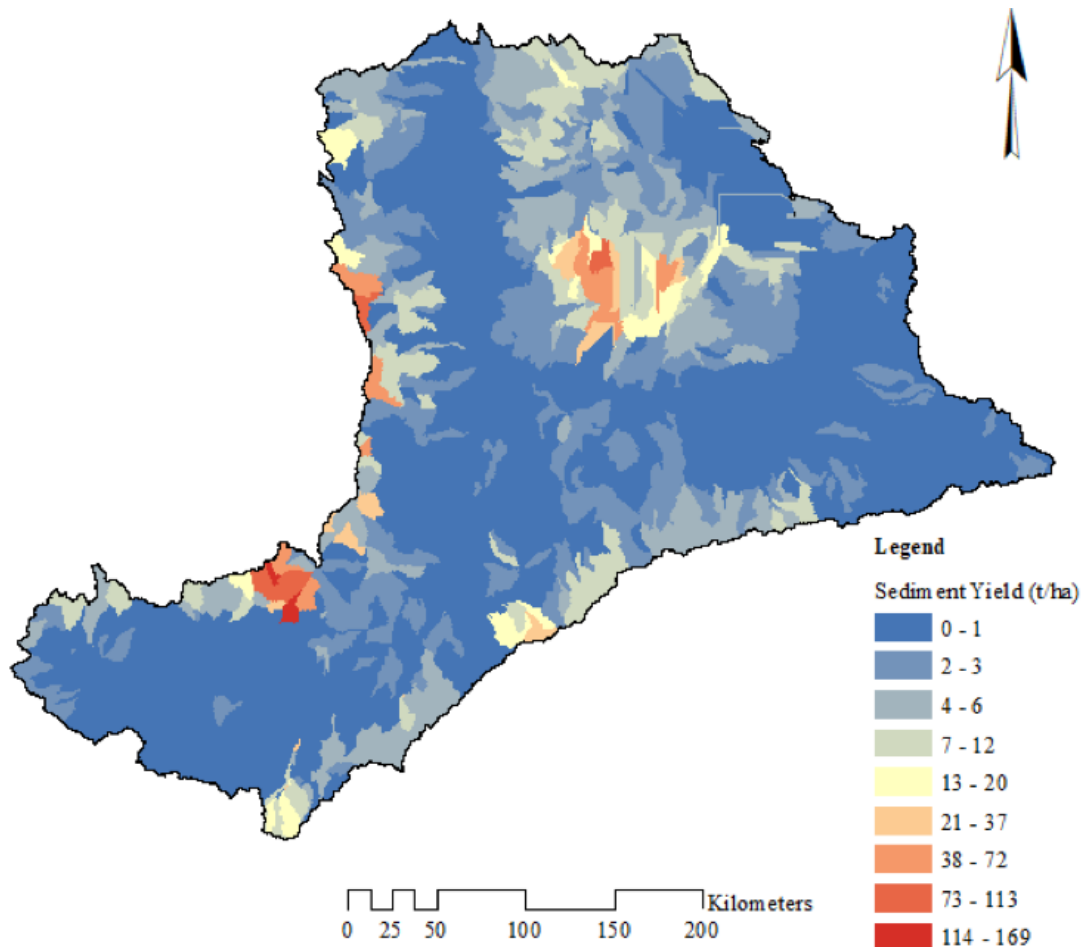 Legend
Sediment Yield (t/ha)
0 - 1
2 - 3
4 - 6
7 - 12
13 - 20
21 - 37
38 - 72
73 - 113
114 - 169
Kilometers
0 25 50 100 150 200